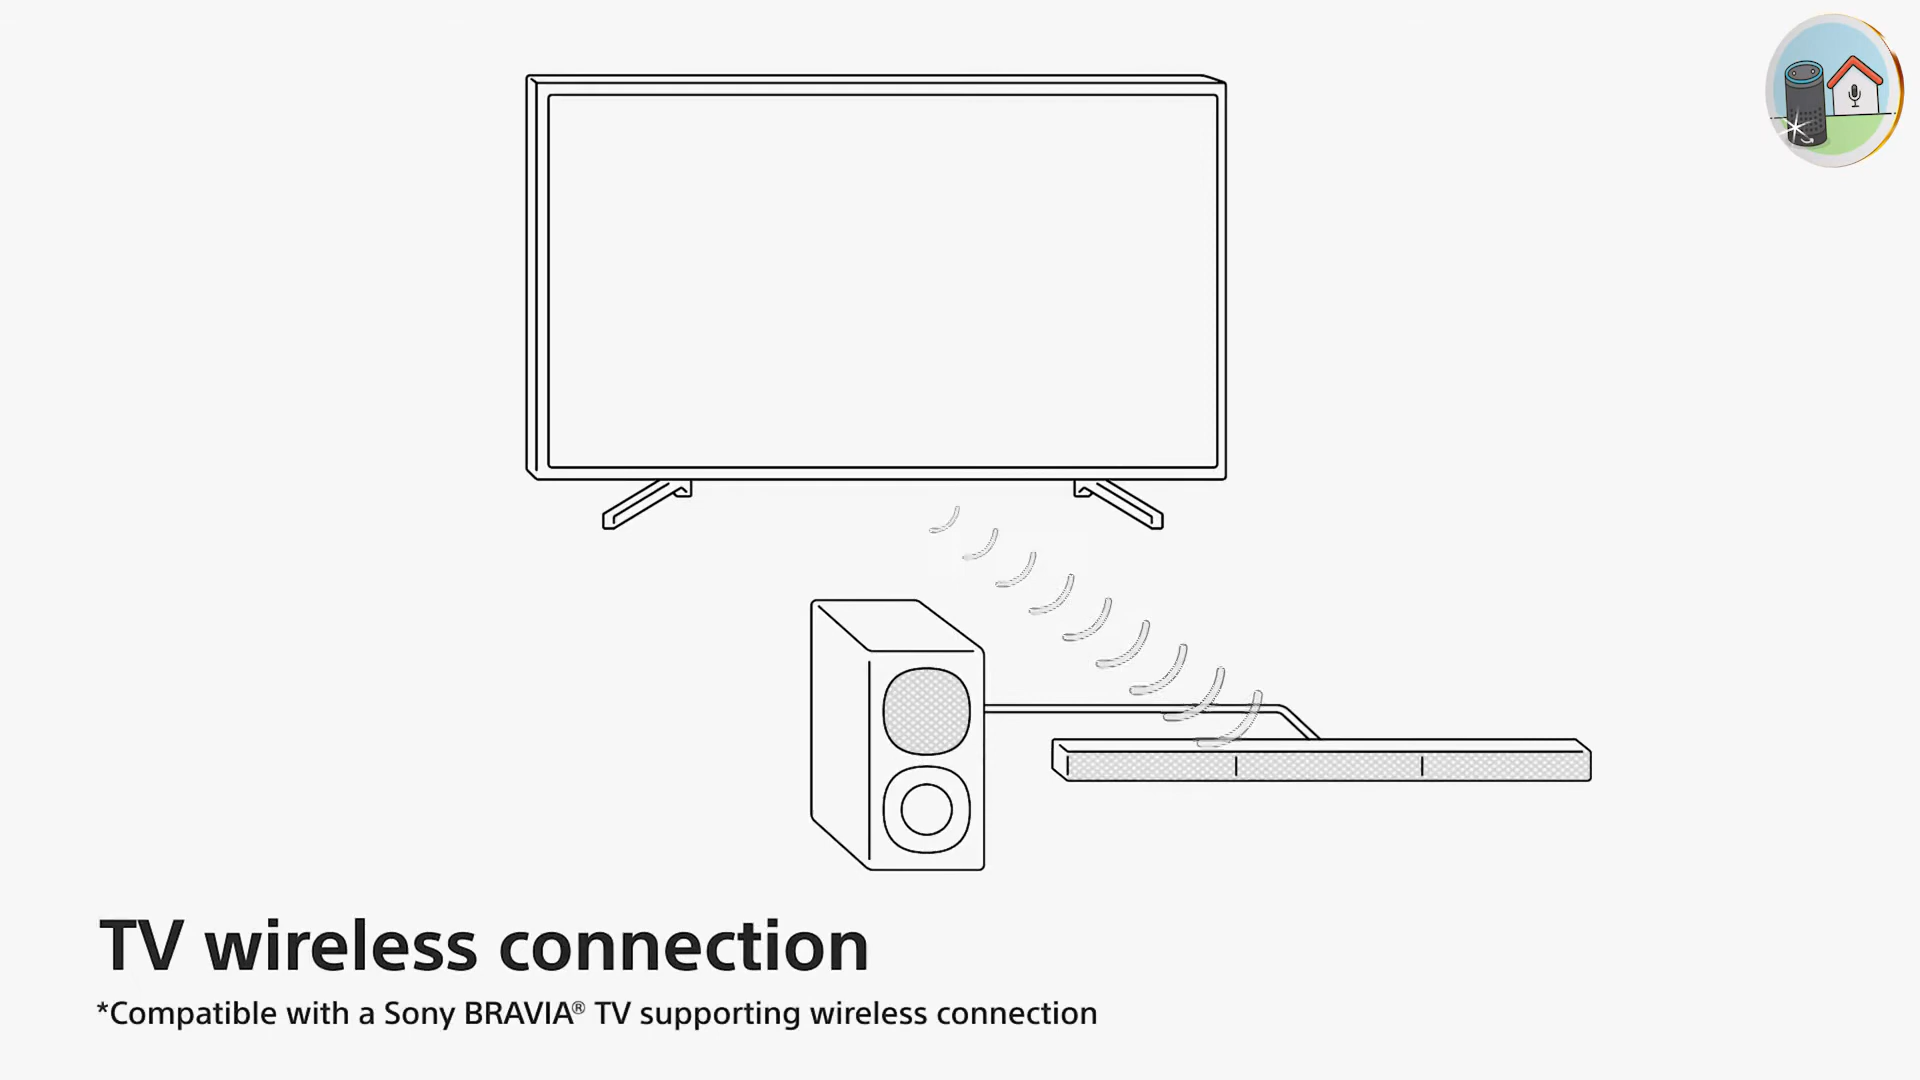 TV wireless connection
*Compatible with a Sony BRAVIA® TV supporting wireless connection